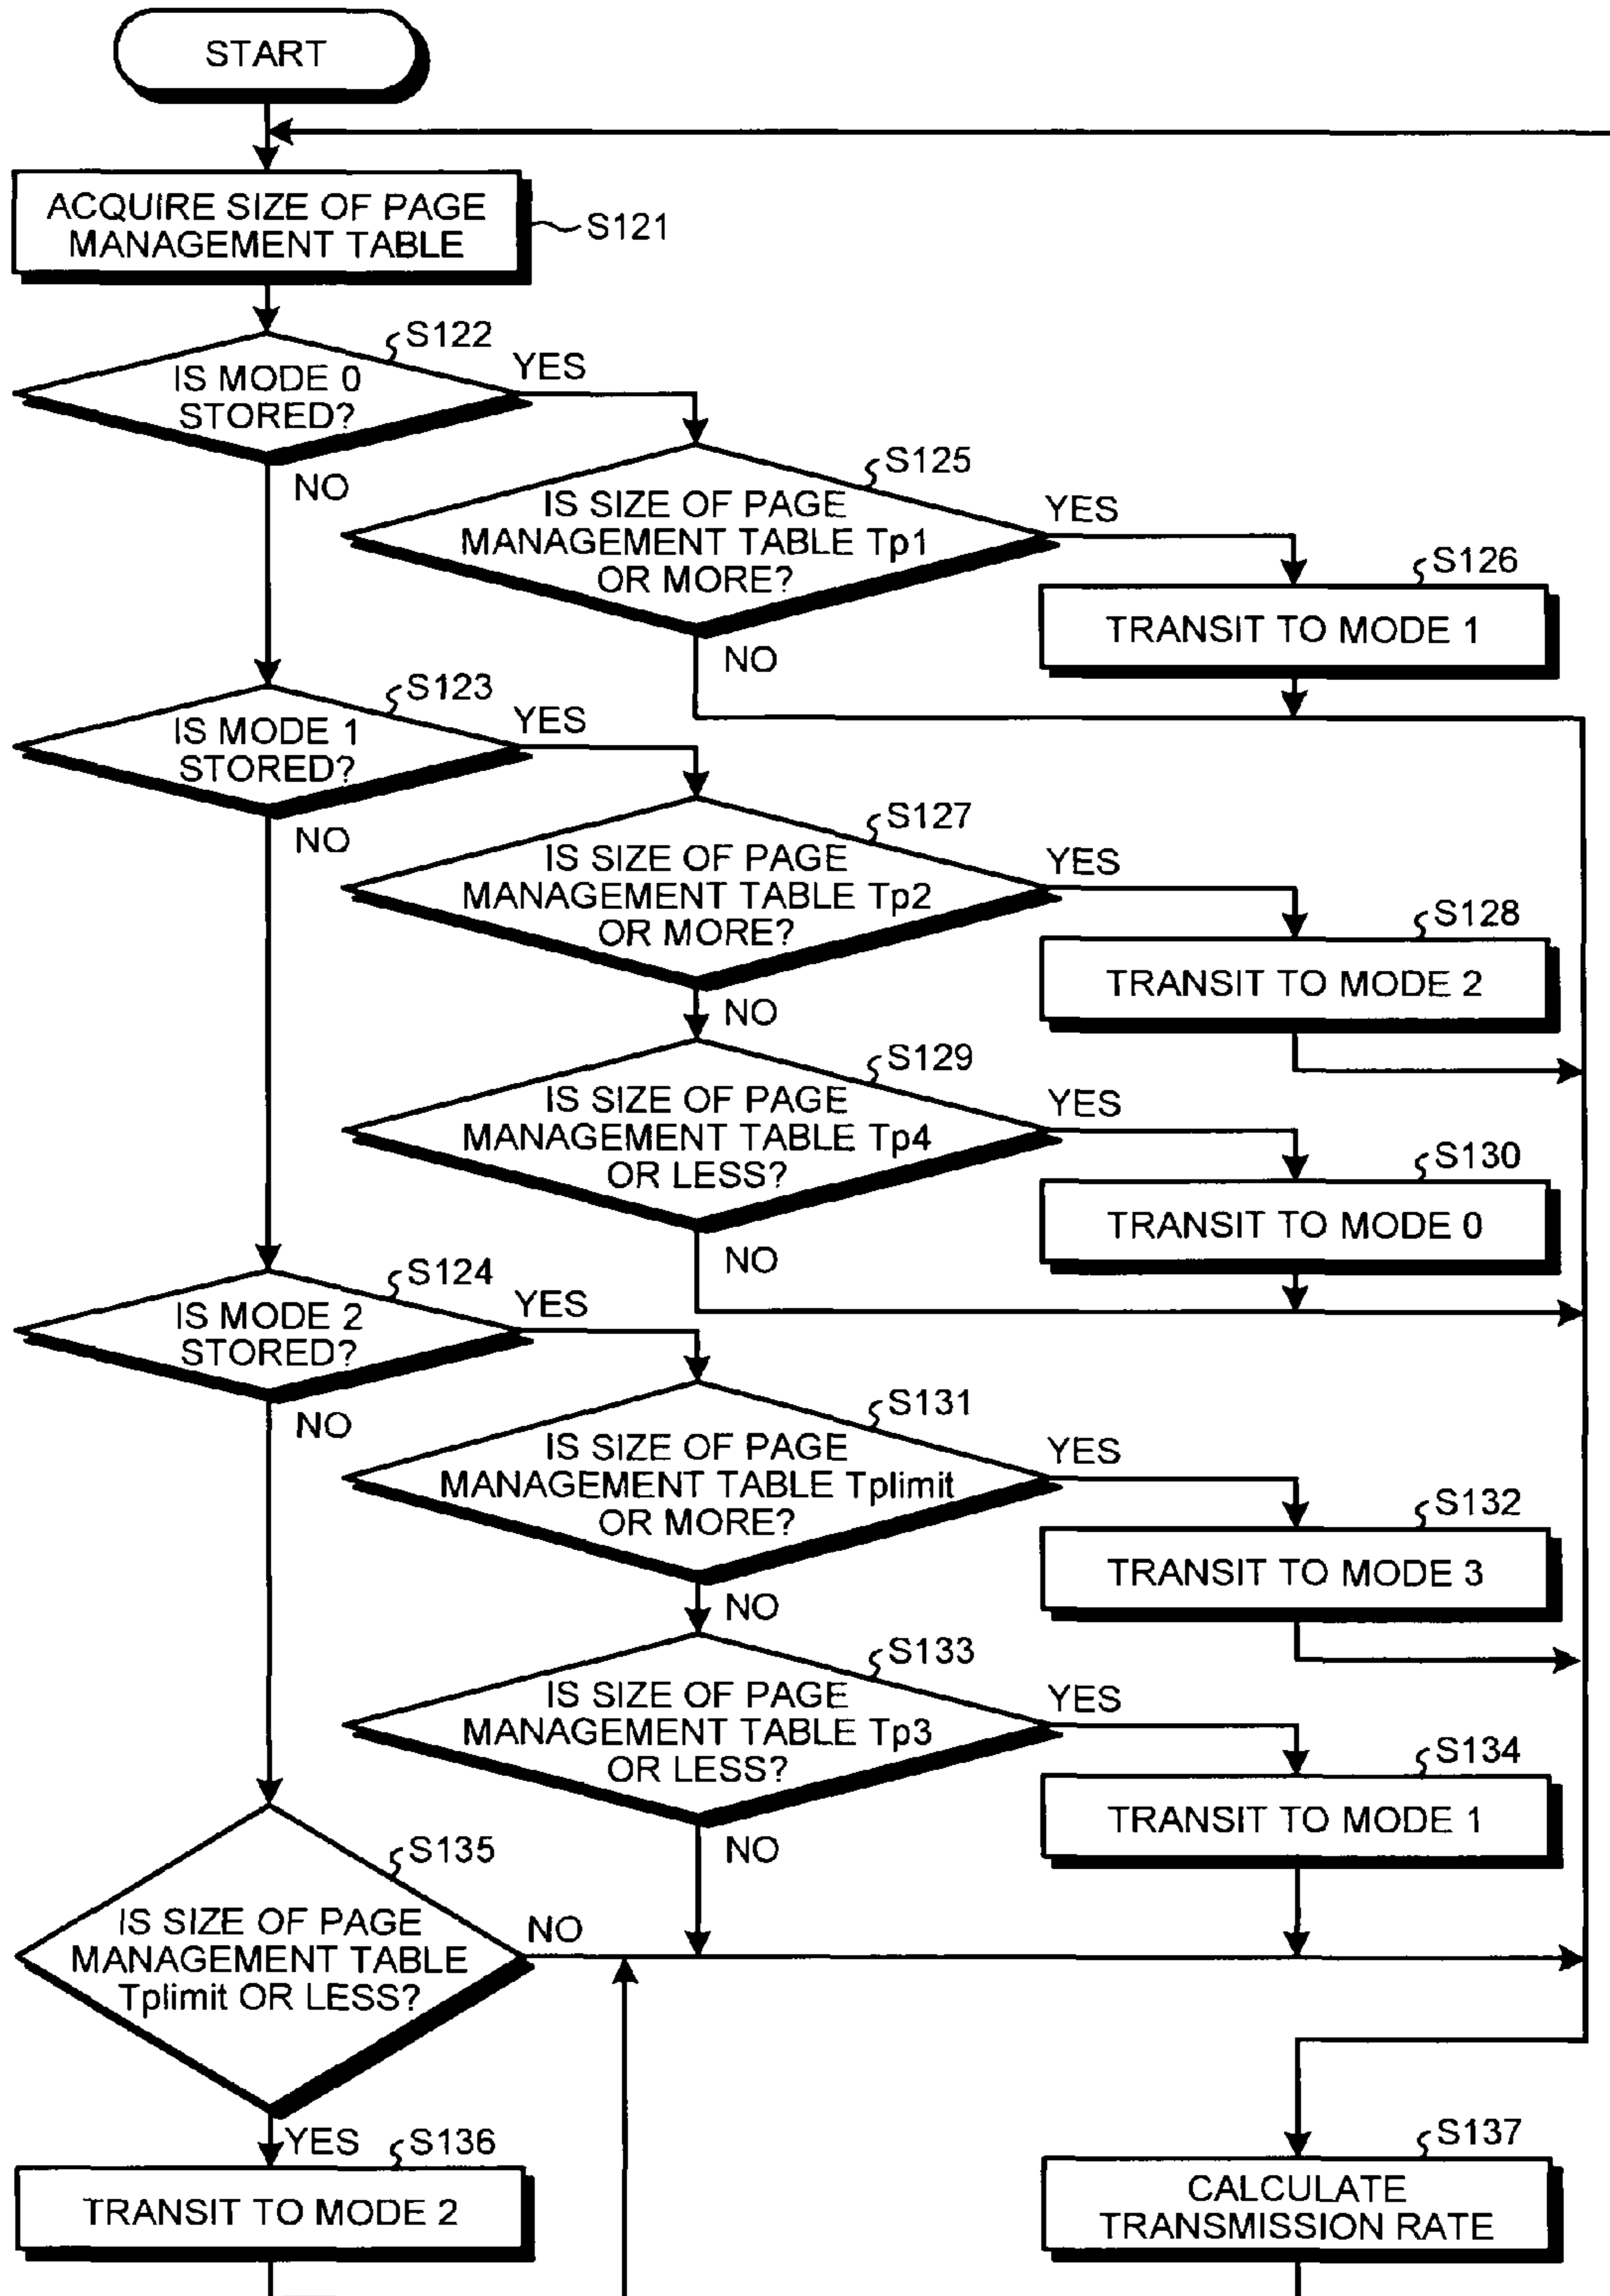 START
ACQUIRE SIZE OF PAGE
MANAGEMENT TABLE
S121
S122
IS MODE 0
STORED?
YES
NO
S125
IS SIZE OF PAGE
MANAGEMENT TABLE Tp1
OR MORE?
YES
NO
S126
TRANSIT TO MODE 1
S123
IS MODE 1
STORED?
YES
NO
S127
IS SIZE OF PAGE
MANAGEMENT TABLE Tp2
OR MORE?
YES
NO
S128
TRANSIT TO MODE 2
S129
IS SIZE OF PAGE
MANAGEMENT TABLE Tp4
OR LESS?
YES
NO
S130
TRANSIT TO MODE 0
S124
IS MODE 2
STORED?
YES
NO
S131
IS SIZE OF PAGE
MANAGEMENT TABLE Tplimit
OR MORE?
YES
NO
S132
TRANSIT TO MODE 3
S133
IS SIZE OF PAGE
MANAGEMENT TABLE Tp3
OR LESS?
YES
NO
S134
TRANSIT TO MODE 1
S135
IS SIZE OF PAGE
MANAGEMENT TABLE
Tplimit OR LESS?
NO
YES
S136
TRANSIT TO MODE 2
S137
CALCULATE
TRANSMISSION RATE